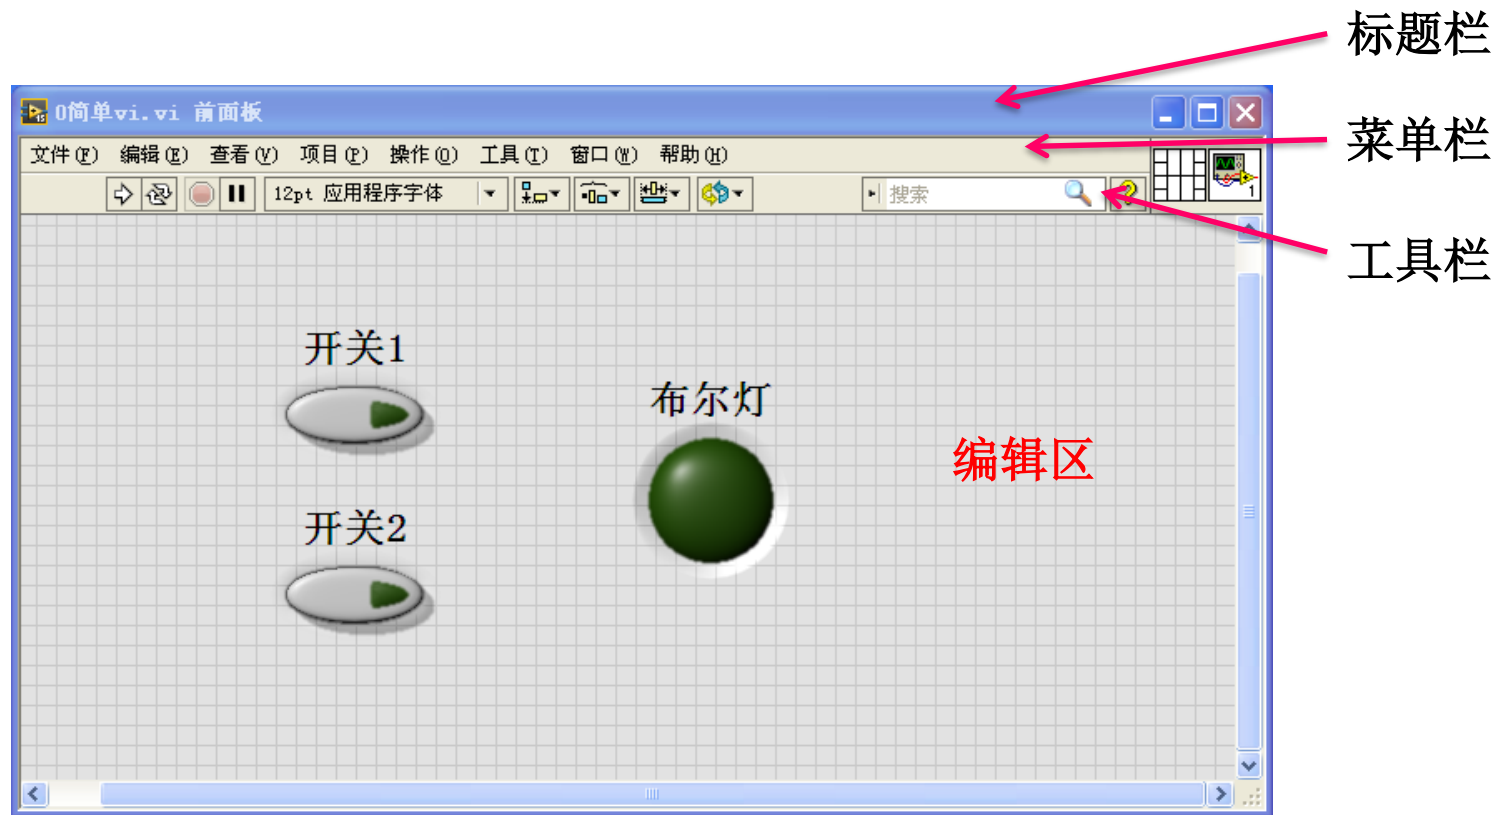 标题栏
0简单vi.vi 前面板
菜单栏
文件(F) 编辑(E) 查看(V) 项目(P) 操作(O) 工具(T) 窗口(W) 帮助(H)
12pt 应用程序字体
搜索
?
15
1
工具栏
开关1
布尔灯
编辑区
开关2